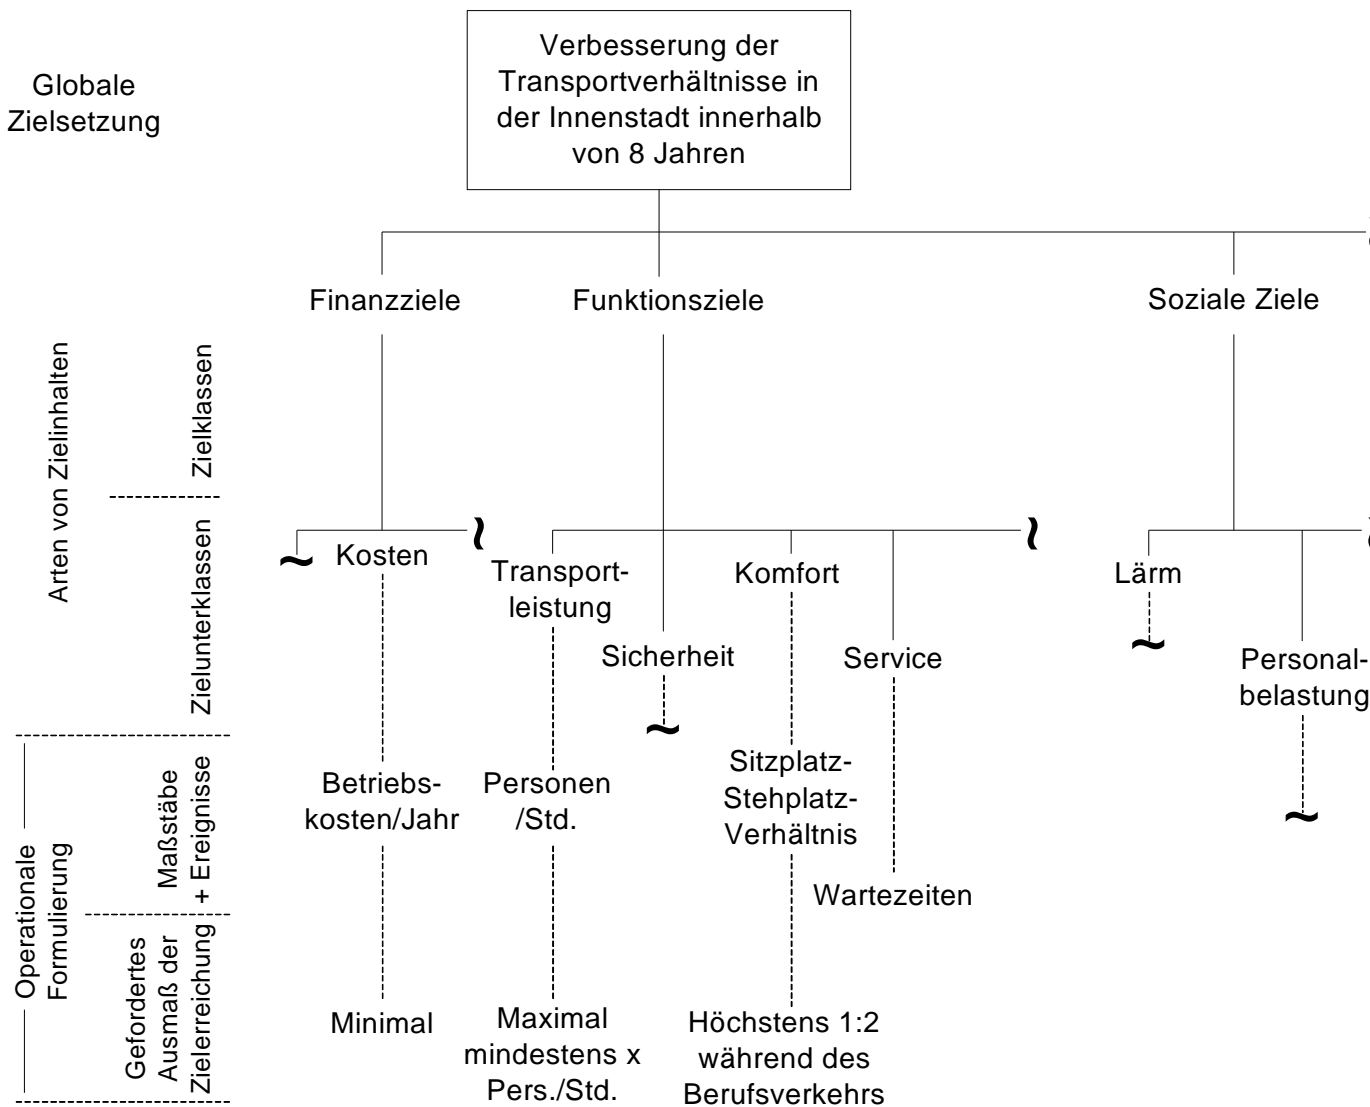 Globale
Zielsetzung
Verbesserung der
Transportverhältnisse in
der Innenstadt innerhalb
von 8 Jahren
Finanzziele
Funktionsziele
Soziale Ziele
Arten von Zielinhalten
Zielklassen
Zielunterklassen
Kosten
Transport-
leistung
Sicherheit
Komfort
Service
Lärm
Personal-
belastung
Operationale
Formulierung
Maßstäbe
+ Ereignisse
Betriebs-
kosten/Jahr
Personen
/Std.
Sitzplatz-
Stehplatz-
Verhältnis
Wartezeiten
Gefordertes
Ausmaß der
Zielerreichung
Minimal
Maximal
mindestens x
Pers./Std.
Höchstens 1:2
während des
Berufsverkehrs